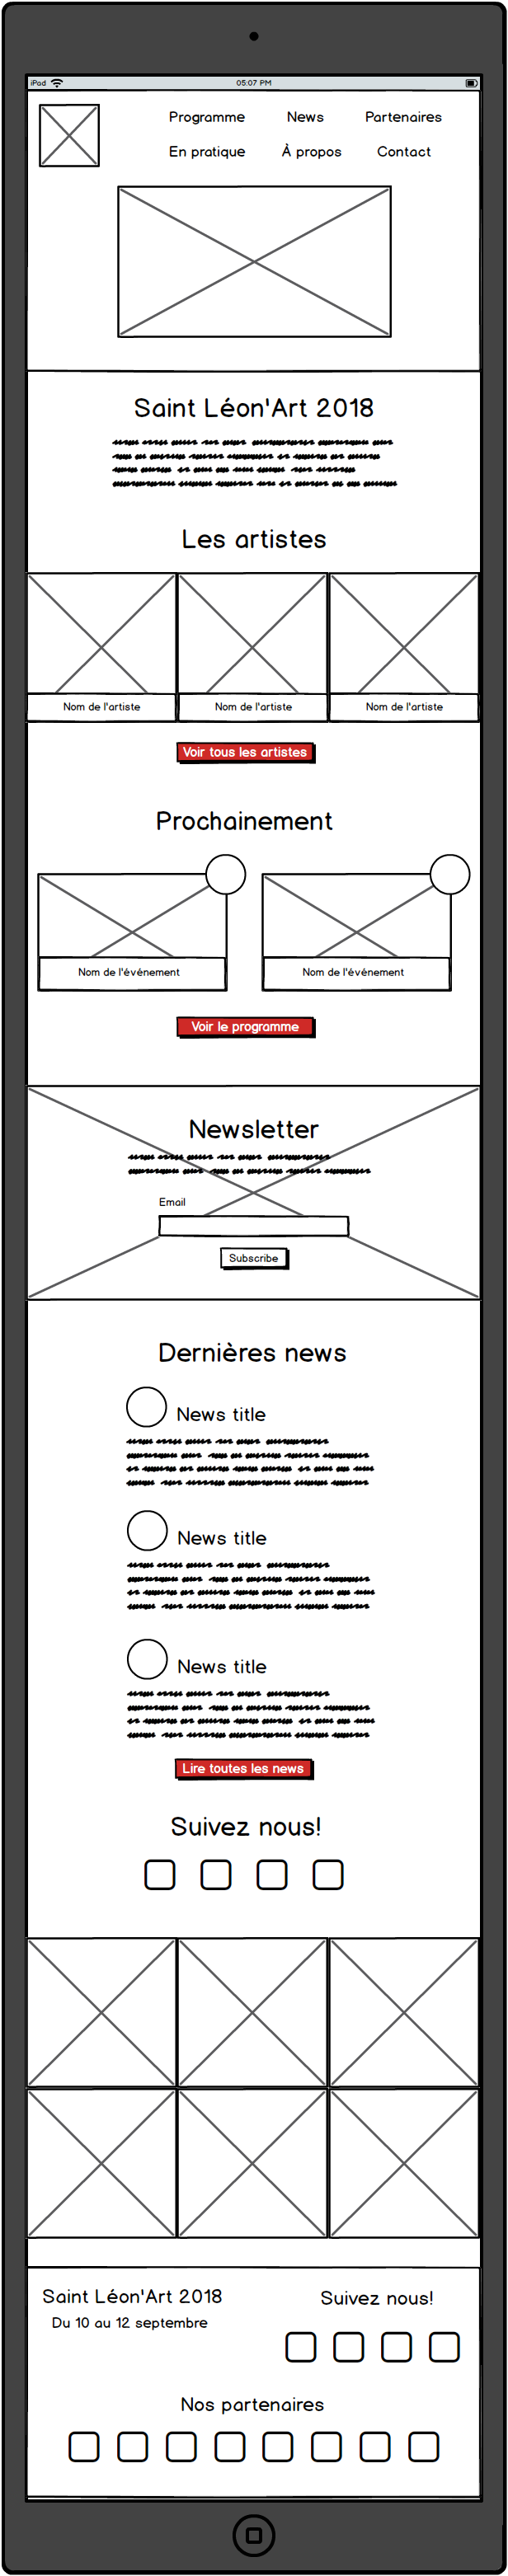 iPad 05:07 PM
Programme News Partenaires
En pratique À propos Contact
Saint Léon'Art 2018
Les artistes
Nom de l'artiste Nom de l'artiste Nom de l'artiste
Voir tous les artistes
Prochainement
Nom de l'événement Nom de l'événement
Voir le programme
Newsletter
Email
Subscribe
Dernières news
News title
News title
News title
Lire toutes les news
Suivez nous!
Saint Léon'Art 2018 Suivez nous!
Du 10 au 12 septembre
Nos partenaires